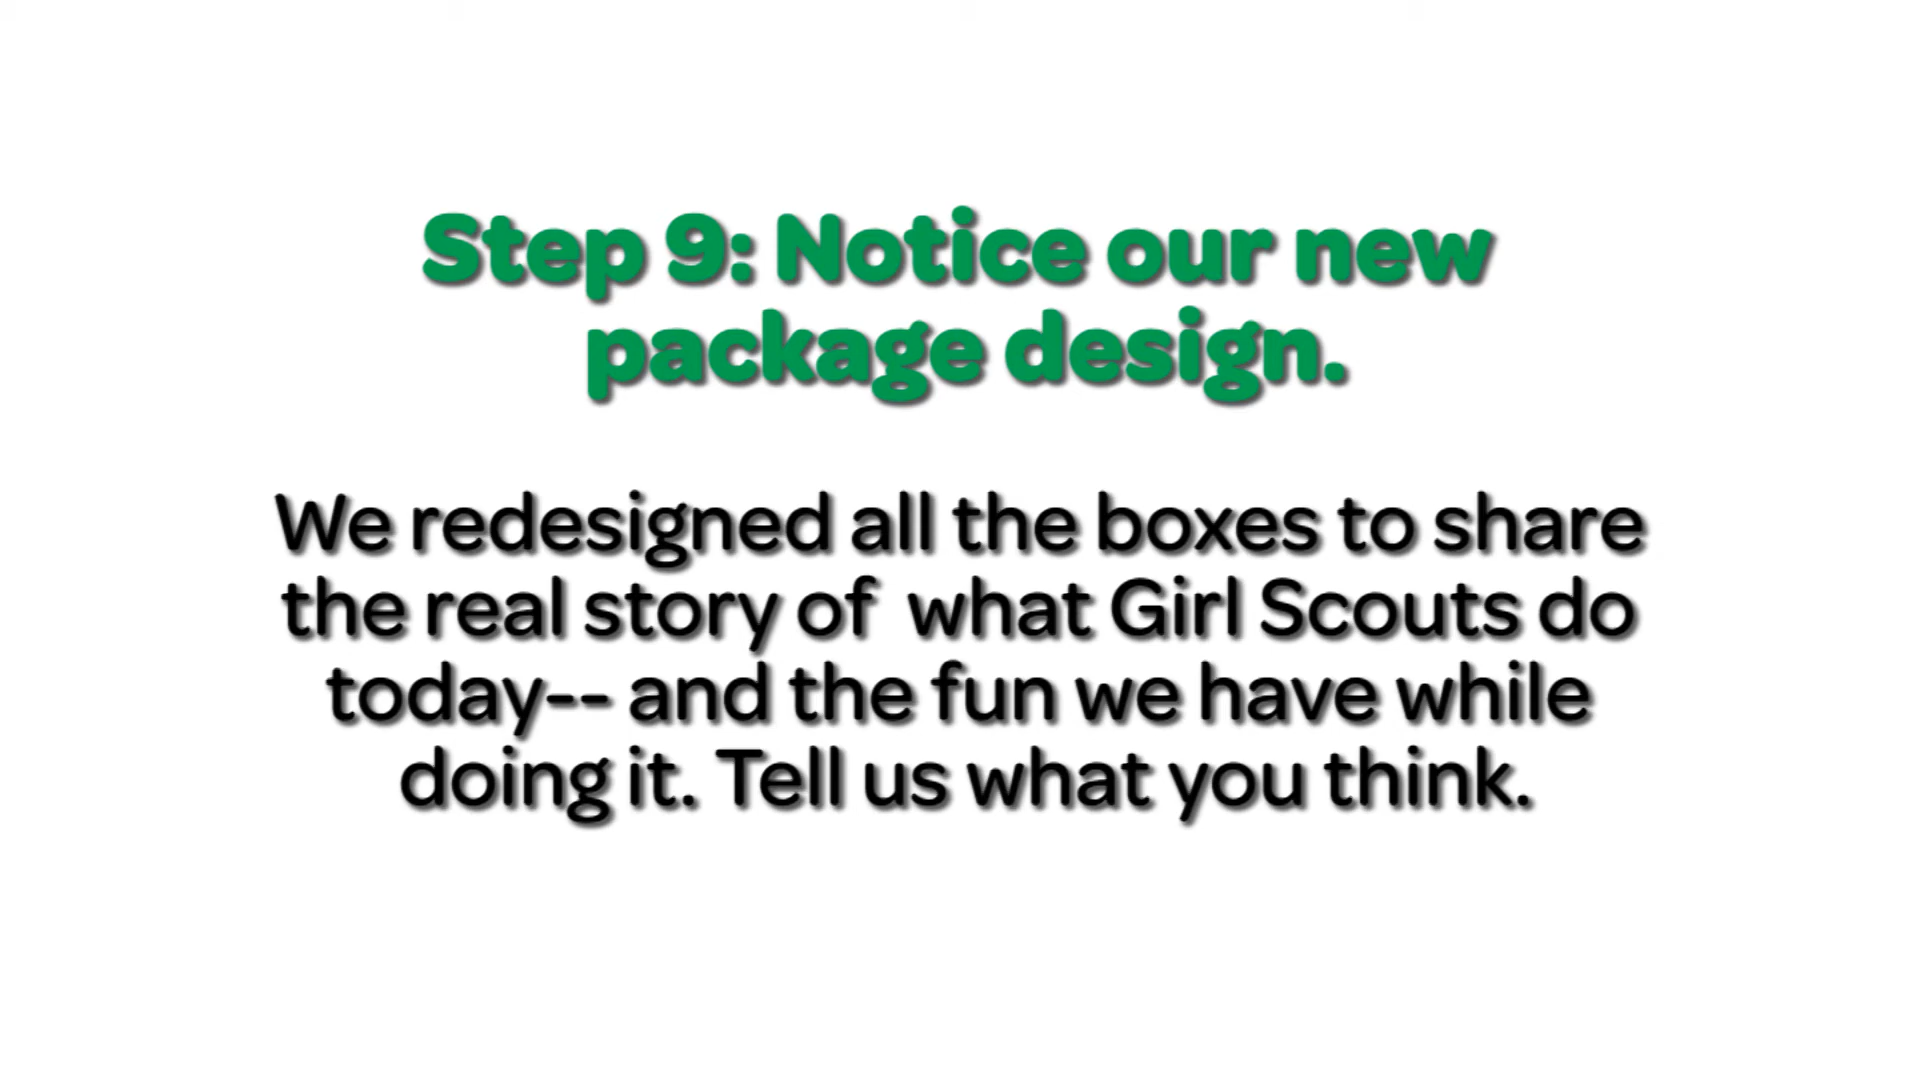 Step 9: Notice our new
package design.
We redesigned all the boxes to share
the real story of  what Girl Scouts do
today-- and the fun we have while
doing it. Tell us what you think.